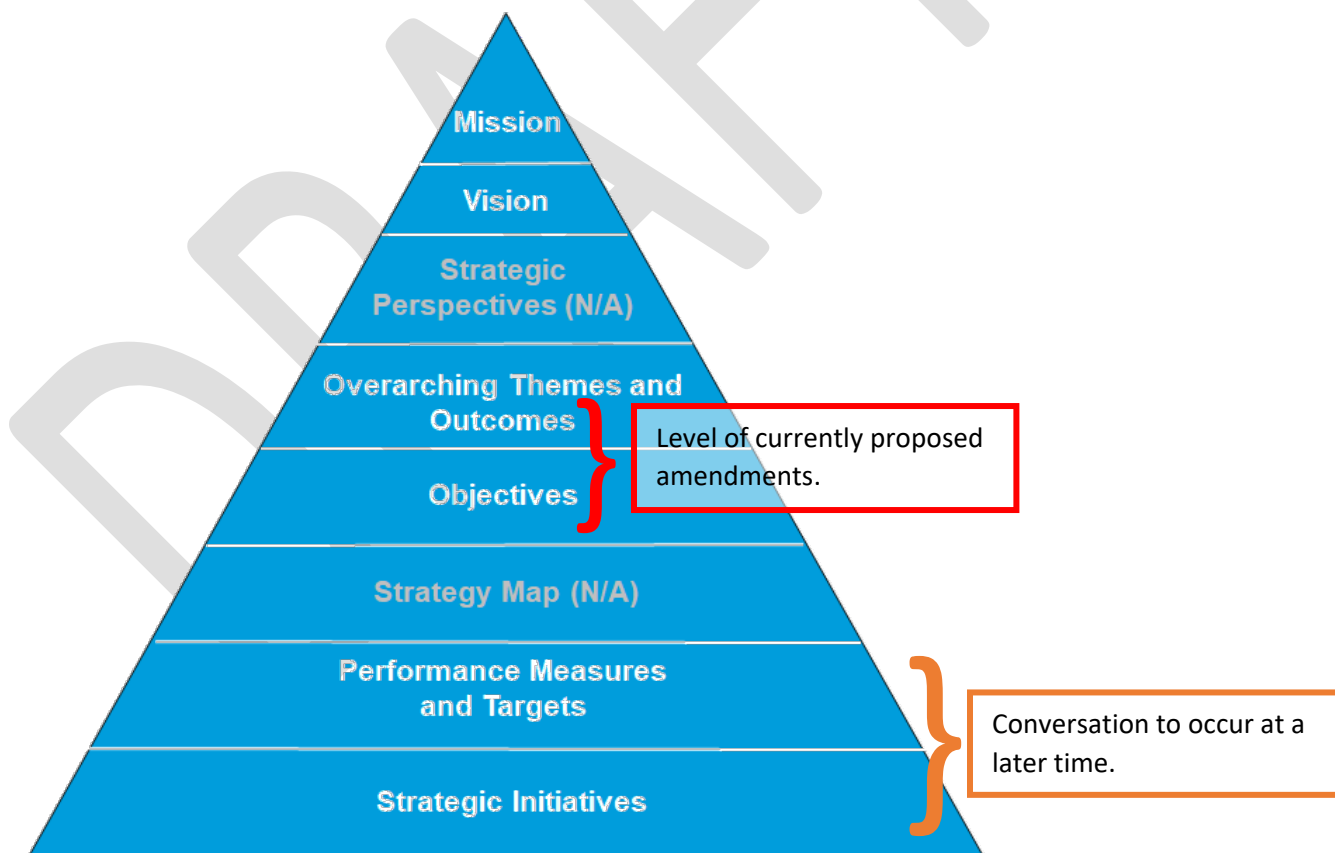 DRAFT
Mission
Vision
Strategic
Perspectives (N/A)
Overarching Themes and
Outcomes
Level of currently proposed
amendments.
Objectives
Strategy Map (N/A)
Performance Measures
and Targets
Conversation to occur at a
later time.
Strategic Initiatives